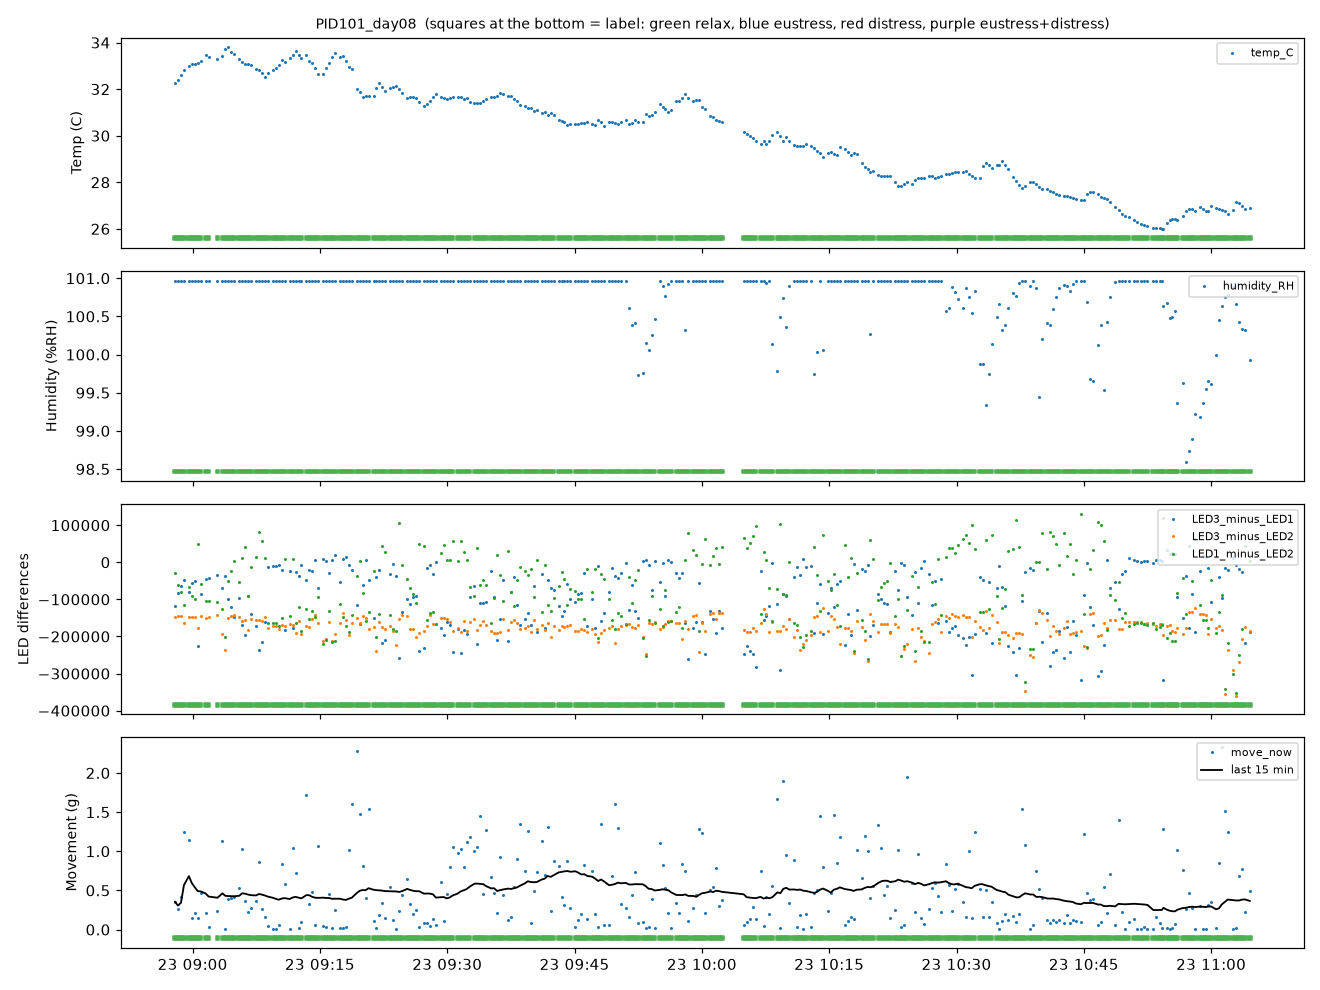 PID101_day08  (squares at the bottom = label: green relax, blue eustress, red distress, purple eustress+distress)
34
32
30
28
26
Temp (C)
temp_C
101.0
100.5
100.0
99.5
99.0
98.5
Humidity (%RH)
humidity_RH
100000
0
−100000
−200000
−300000
−400000
LED differences
LED3_minus_LED1
LED3_minus_LED2
LED1_minus_LED2
2.0
1.5
1.0
0.5
0.0
Movement (g)
move_now
last 15 min
23 09:00
23 09:15
23 09:30
23 09:45
23 10:00
23 10:15
23 10:30
23 10:45
23 11:00